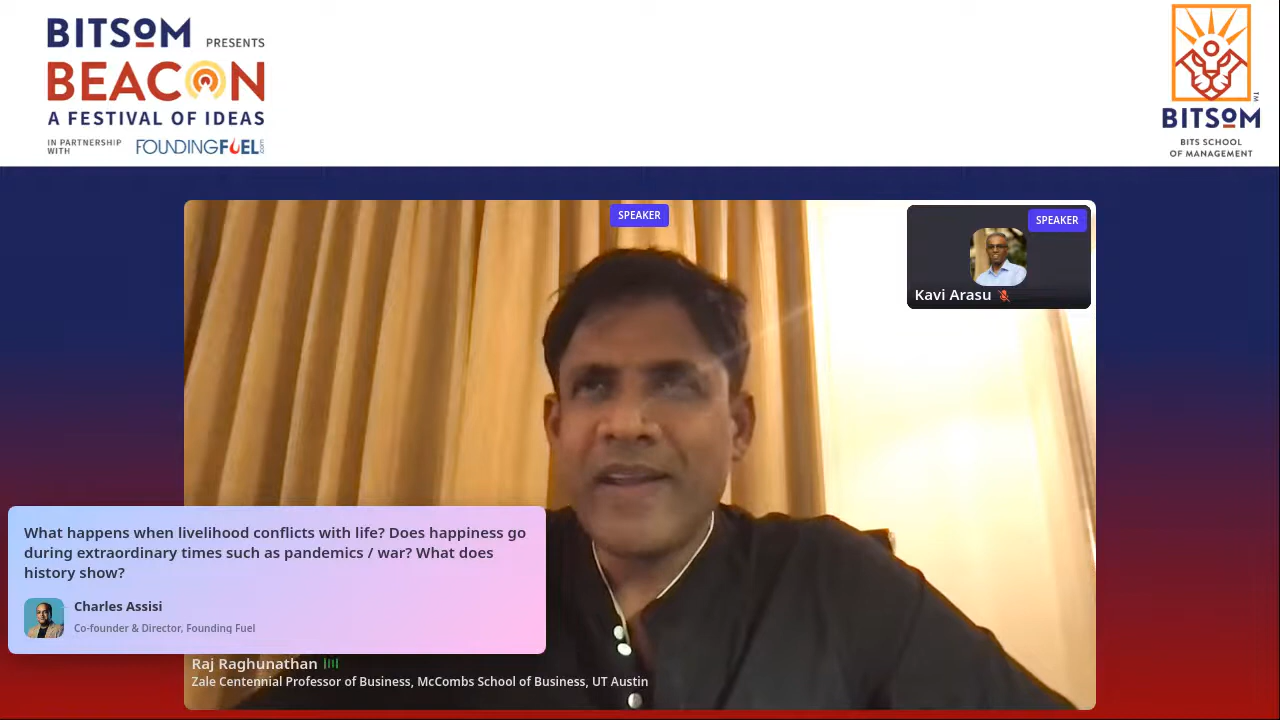 BITSOM PRESENTS
BEACON
A FESTIVAL OF IDEAS
IN PARTNERSHIP
WITH
FOUNDINGFUEL.com
TM
BITSOM
BITS SCHOOL
OF MANAGEMENT
SPEAKER
SPEAKER
Kavi Arasu
What happens when livelihood conflicts with life? Does happiness go
during extraordinary times such as pandemics / war? What does
history show?
Charles Assisi
Co-founder & Director, Founding Fuel
Raj Raghunathan
Zale Centennial Professor of Business, McCombs School of Business, UT Austin